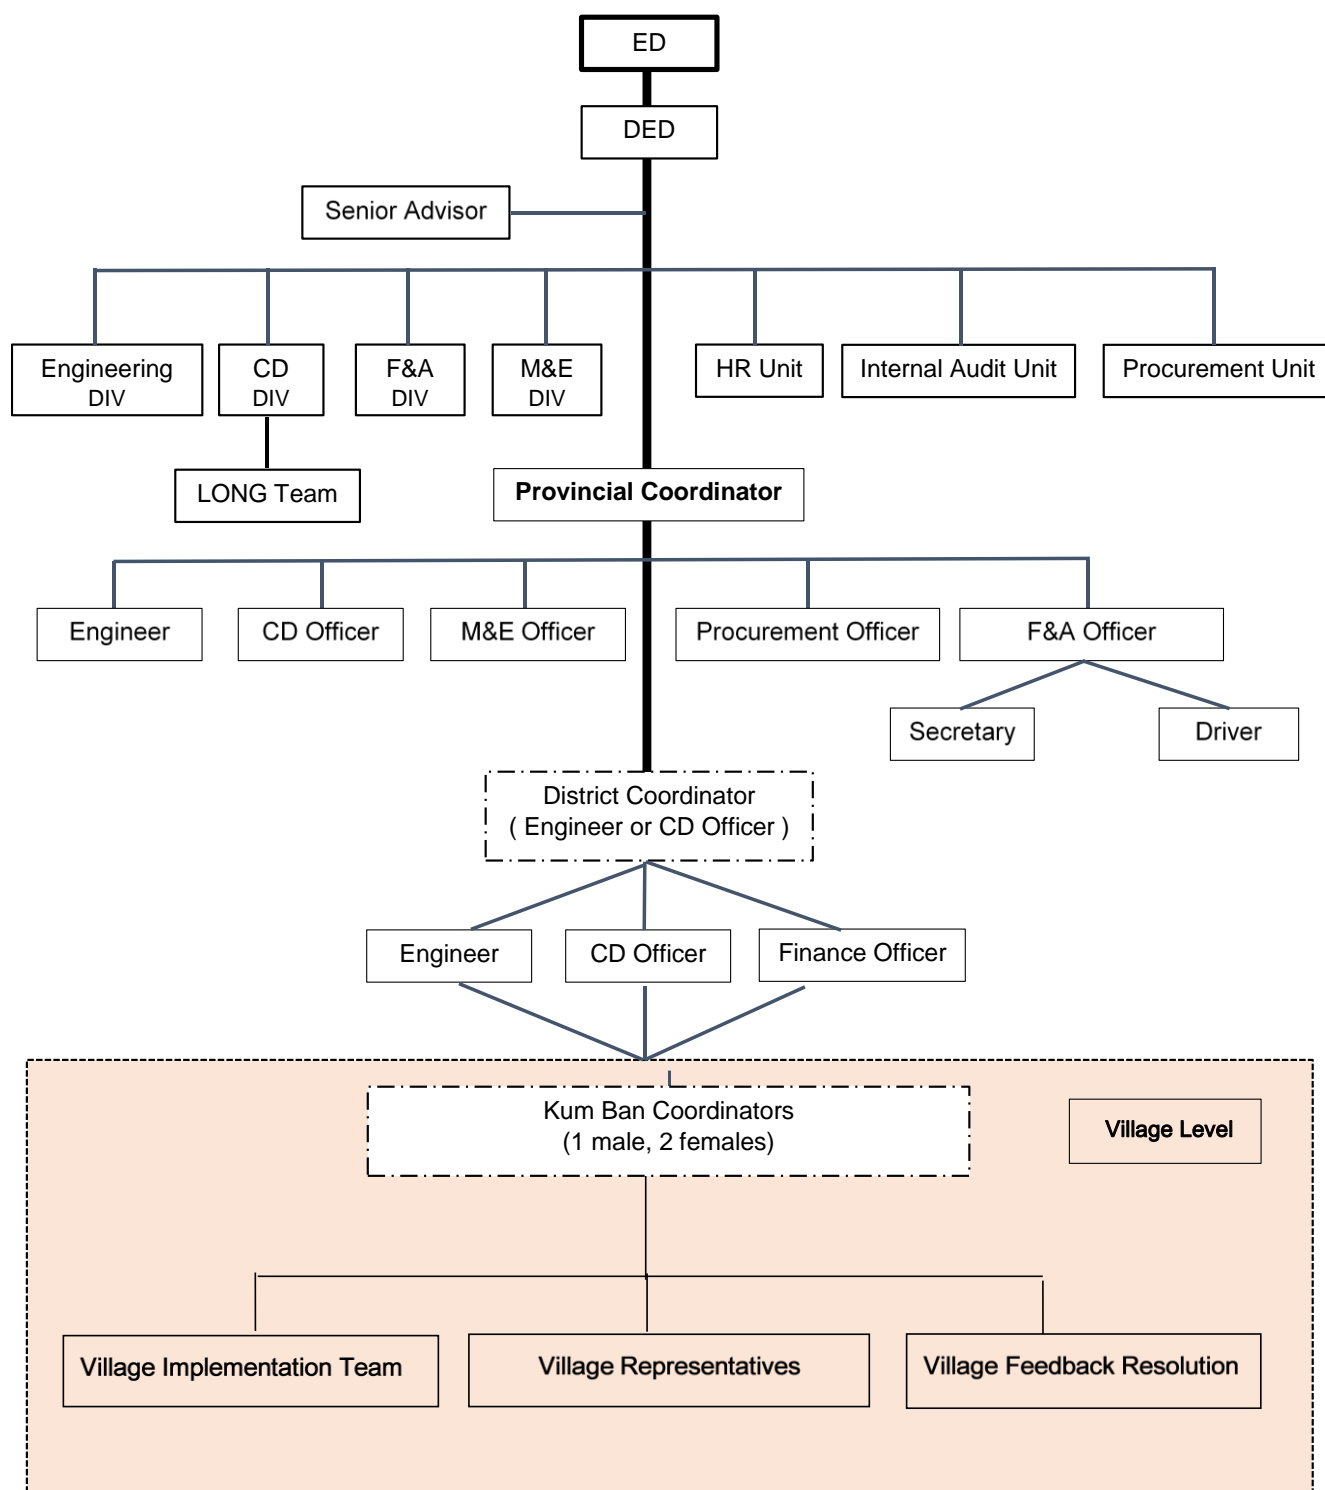 ED
DED
Senior Advisor
Engineering
DIV
CD
DIV
F&A
DIV
M&E
DIV
HR Unit
Internal Audit Unit
Procurement Unit
LONG Team
Provincial Coordinator
Engineer
CD Officer
M&E Officer
Procurement Officer
F&A Officer
Secretary
Driver
District Coordinator
( Engineer or CD Officer )
Engineer
CD Officer
Finance Officer
Kum Ban Coordinators
(1 male, 2 females)
Village Level
Village Implementation Team
Village Representatives
Village Feedback Resolution